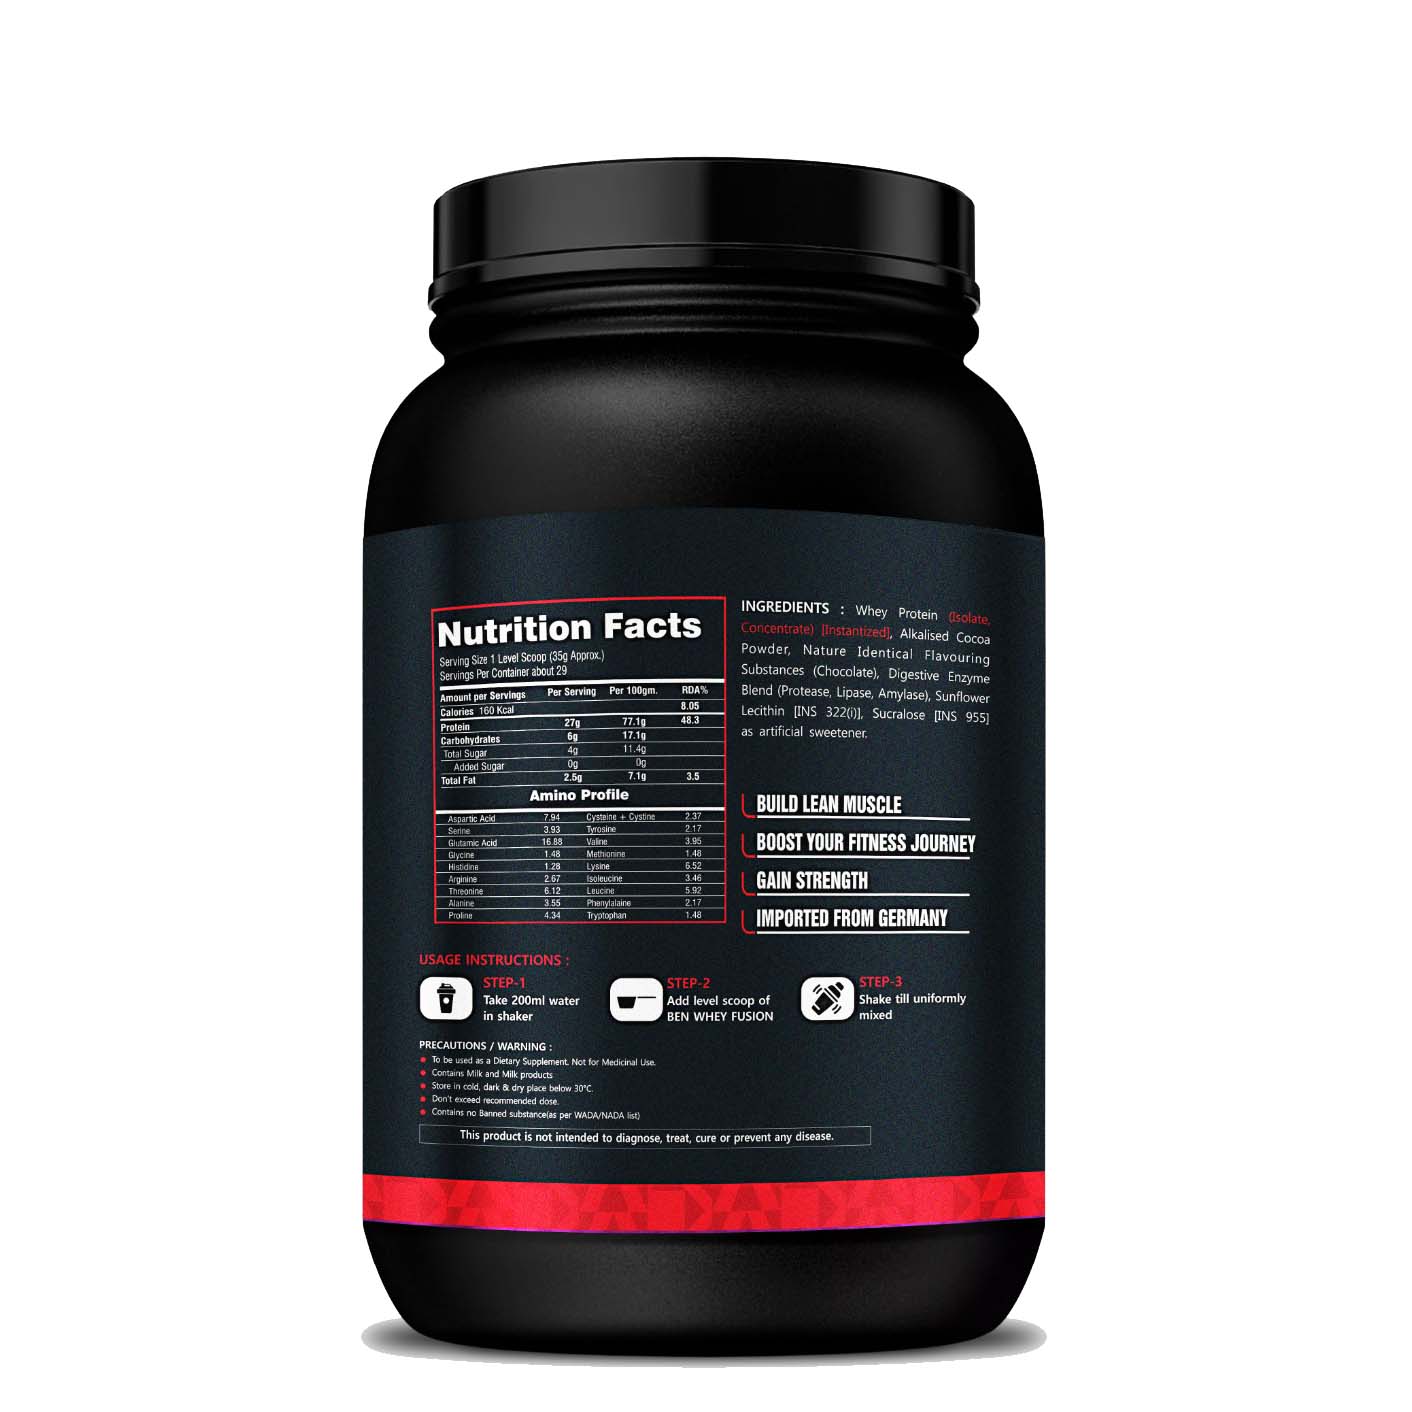 Nutrition Facts
Serving Size 1 Level Scoop (35g Approx.)
Servings Per Container about 29
Amount per Servings Per Serving Per 100gm. RDA%
Calories 160 Kcal 8.05
Protein 27g 77.1g 48.3
Carbohydrates 6g 17.1g
Total Sugar 4g 11.4g
Added Sugar 0g 0g
Total Fat 2.5g 7.1g 3.5
Amino Profile
Aspartic Acid 7.94 Cysteine + Cystine 2.37
Serine 3.93 Tyrosine 2.17
Glutamic Acid 16.88 Valine 3.95
Glycine 1.48 Methionine 1.48
Histidine 1.28 Lysine 6.52
Arginine 2.67 Isoleucine 3.46
Threonine 6.12 Leucine 5.92
Alanine 3.55 Phenylalaine 2.17
Proline 4.34 Tryptophan 1.48
INGREDIENTS : Whey Protein (Isolate,
Concentrate) [Instantized], Alkalised Cocoa
Powder, Nature Identical Flavouring
Substances (Chocolate), Digestive Enzyme
Blend (Protease, Lipase, Amylase), Sunflower
Lecithin [INS 322(i)], Sucralose [INS 955]
as artificial sweetener.
BUILD LEAN MUSCLE
BOOST YOUR FITNESS JOURNEY
GAIN STRENGTH
IMPORTED FROM GERMANY
USAGE INSTRUCTIONS :
STEP-1
Take 200ml water
in shaker
STEP-2
Add level scoop of
BEN WHEY FUSION
STEP-3
Shake till uniformly
mixed
PRECAUTIONS / WARNING :
To be used as a Dietary Supplement. Not for Medicinal Use.
Contains Milk and Milk products
Store in cold, dark & dry place below 30°C.
Don't exceed recommended dose.
Contains no Banned substance(as per WADA/NADA list)
This product is not intended to diagnose, treat, cure or prevent any disease.